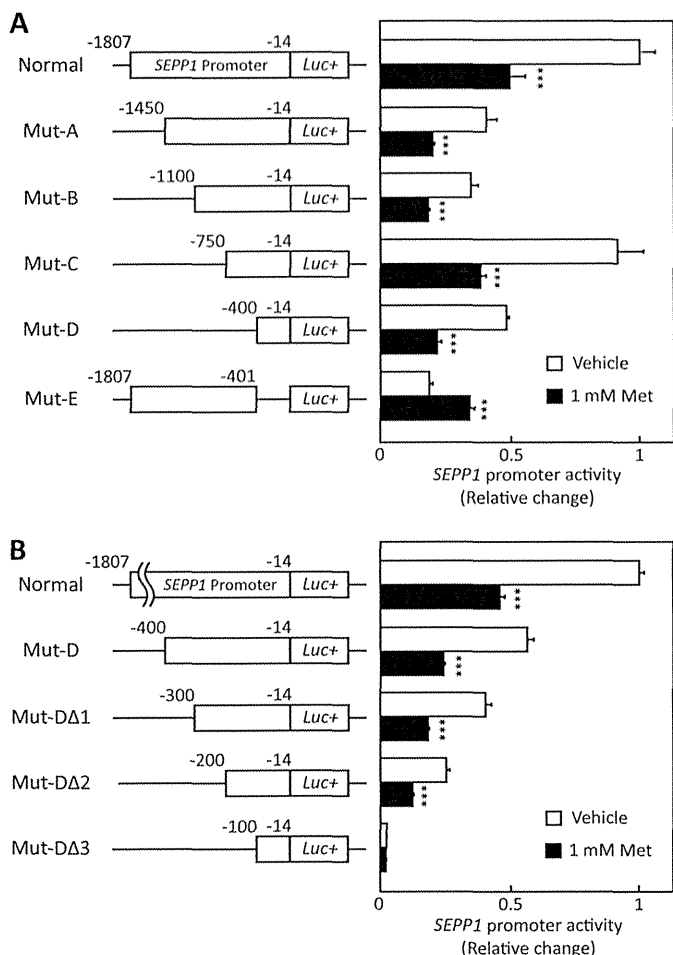 A
-1807 -14
Normal SEPP1 Promoter Luc+ ***
-1450 -14
Mut-A Luc+ ***
-1100 -14
Mut-B Luc+ ***
-750 -14
Mut-C Luc+ ***
-400 -14
Mut-D Luc+ ***
Vehicle
-1807 -401
Mut-E Luc+ ***
1 mM Met
0 0.5 1
SEPP1 promoter activity
(Relative change)
B
-1807 -14
Normal SEPP1 Promoter Luc+ ***
-400 -14
Mut-D Luc+ ***
-300 -14
Mut-DΔ1 Luc+ ***
-200 -14
Mut-DΔ2 Luc+ ***
Vehicle
-100 -14
Mut-DΔ3 Luc+
1 mM Met
0 0.5 1
SEPP1 promoter activity
(Relative change)